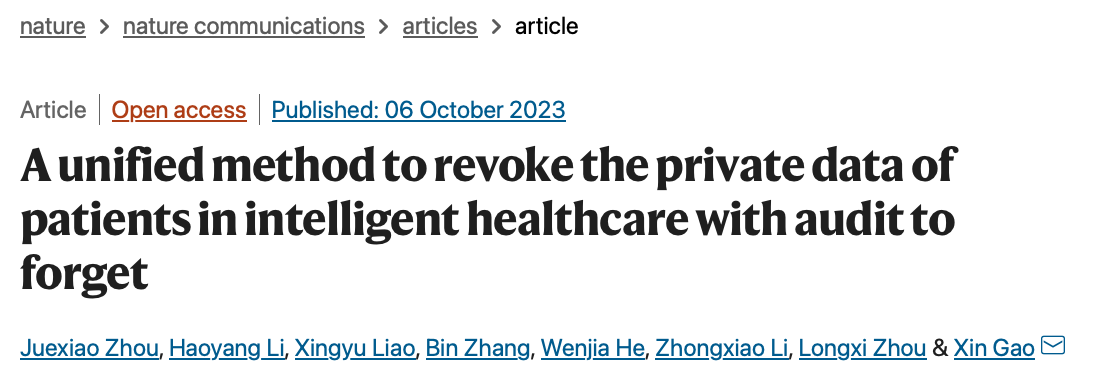 nature > nature communications > articles > article
Article | Open access | Published: 06 October 2023
A unified method to revoke the private data of
patients in intelligent healthcare with audit to
forget
Juexiao Zhou, Haoyang Li, Xingyu Liao, Bin Zhang, Wenjia He, Zhongxiao Li, Longxi Zhou & Xin Gao